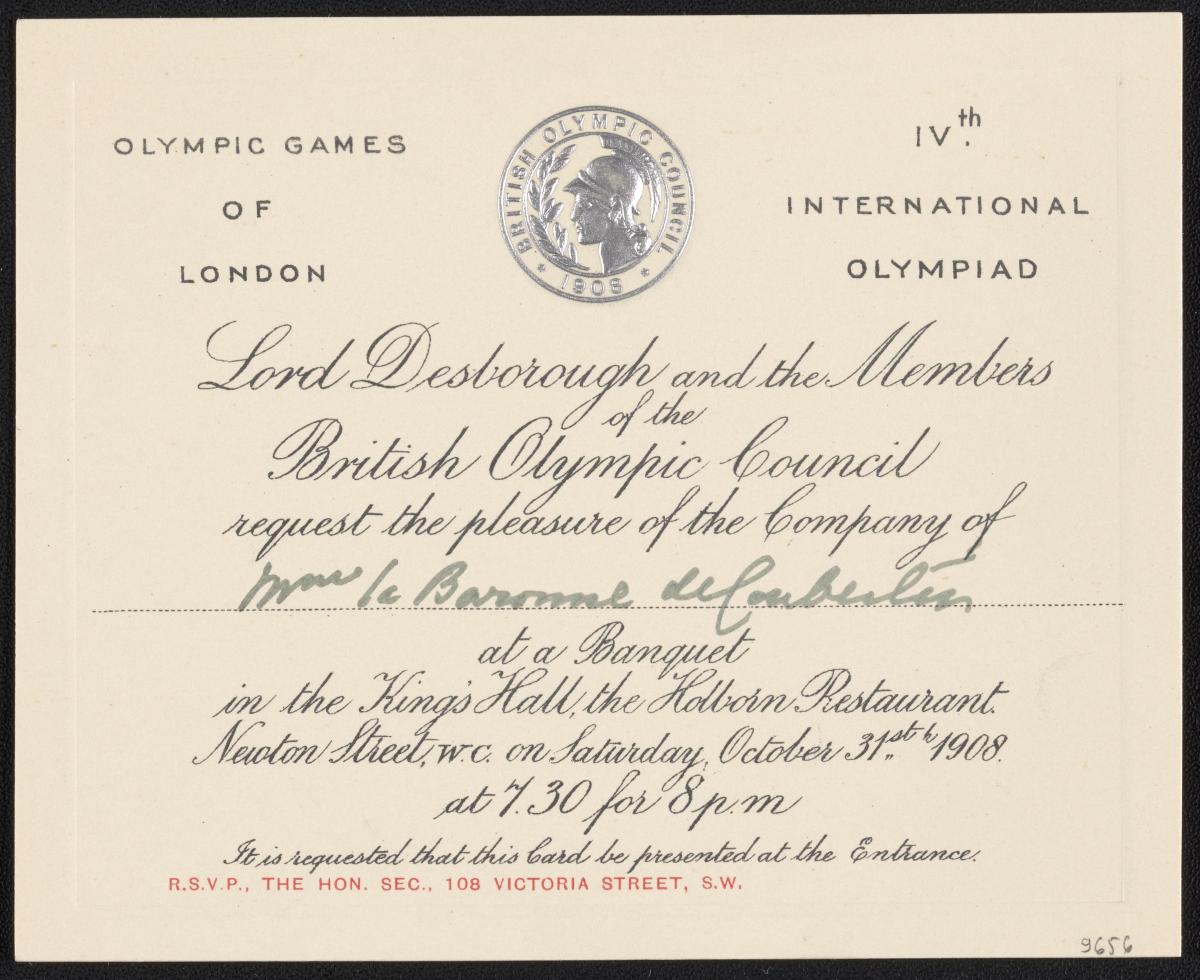 OLYMPIC GAMES
OF
LONDON
BRITISH OLYMPIC COUNCIL
* 1908 *
IVth.
INTERNATIONAL
OLYMPIAD
Lord Desborough and the Members
of the
British Olympic Council
request the pleasure of the Company of
Mme la Baronne de Coubertin
at a Banquet
in the King's Hall, the Holborn Restaurant.
Newton Street, W.C. on Saturday, October 31st h 1908.
at 7.30 for 8 p.m
It is requested that this Card be presented at the Entrance.
R.S.V.P., THE HON. SEC., 108 VICTORIA STREET, S.W.
9656